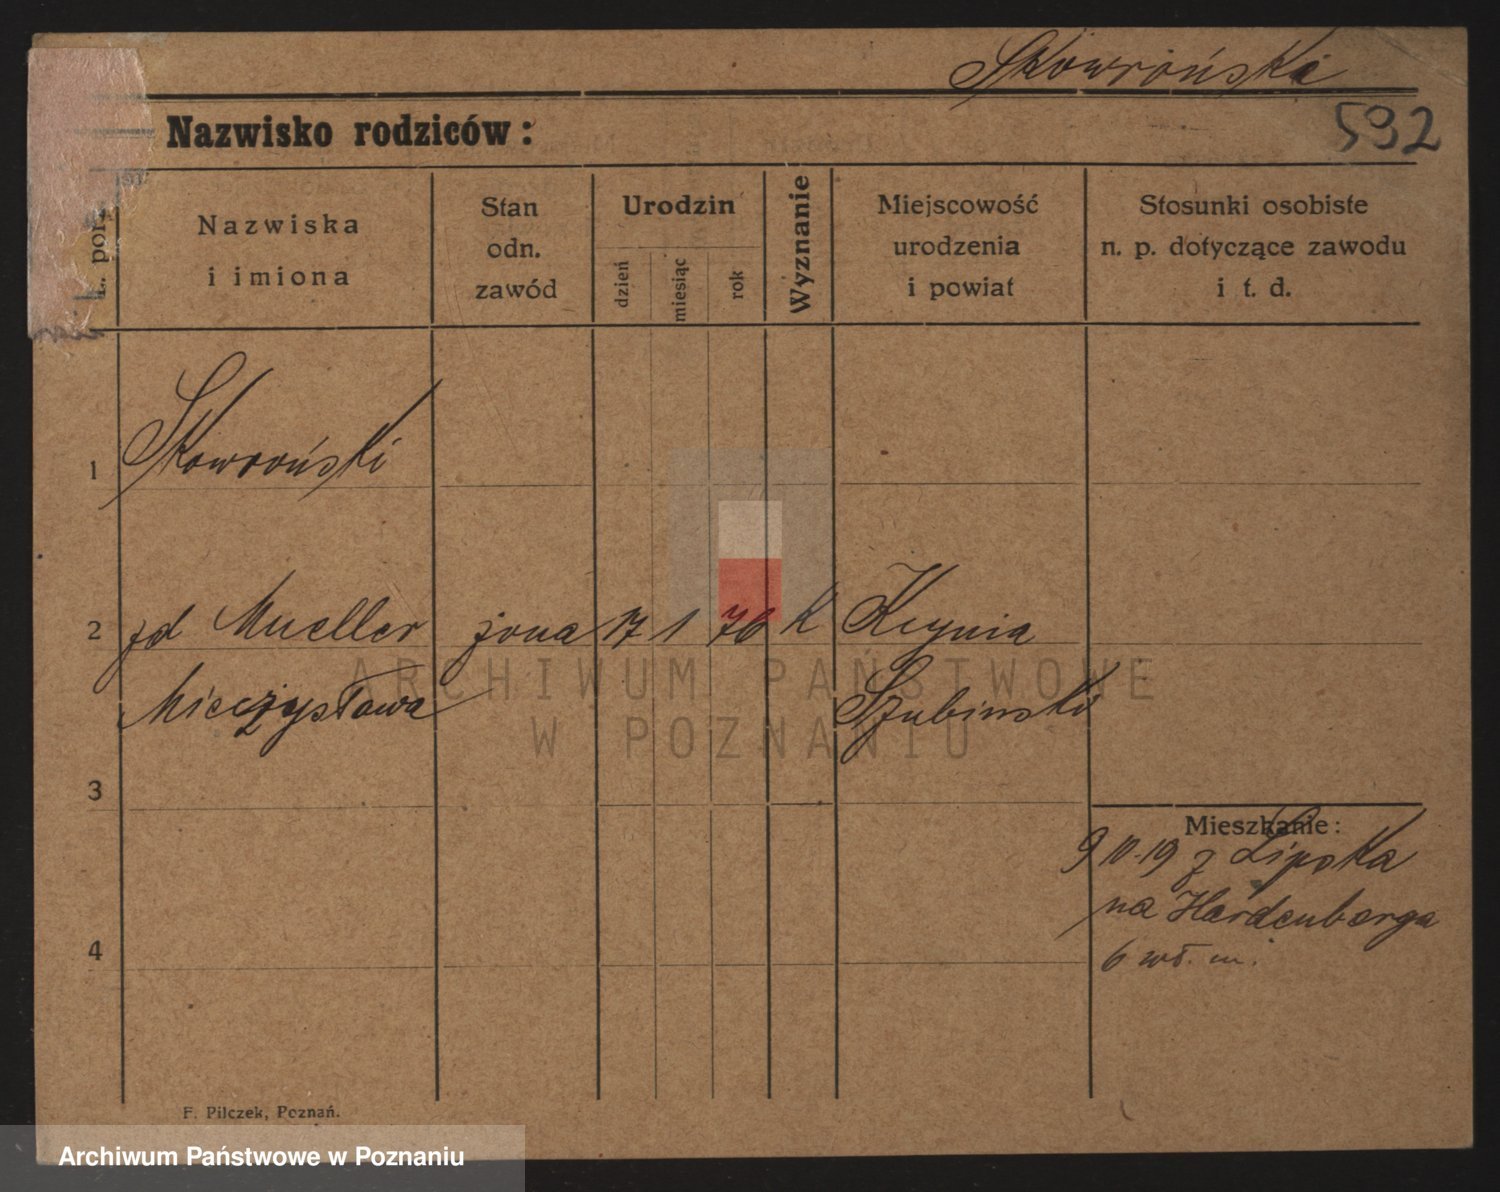 Skowrońska
592
Nazwisko rodziców:
L. porz.
Nazwiska
i imiona
Stan
odn.
zawód
Urodzin
dzień
miesiąc
rok
Wyznanie
Miejscowość
urodzenia
i powiat
Stosunki osobiste
n. p. dotyczące zawodu
i t. d.
1
Skowroński
2 zd Mueller żona 17 1 76 K Kcynia
Mieczysława Szubinski
ARCHIWUM PAŃSTWOWE
W POZNANIU
3
Mieszkanie:
9 10.19 z Lipska
na Hardenberga
6 wł. m.
4
F. Pilczek, Poznań.
Archiwum Państwowe w Poznaniu